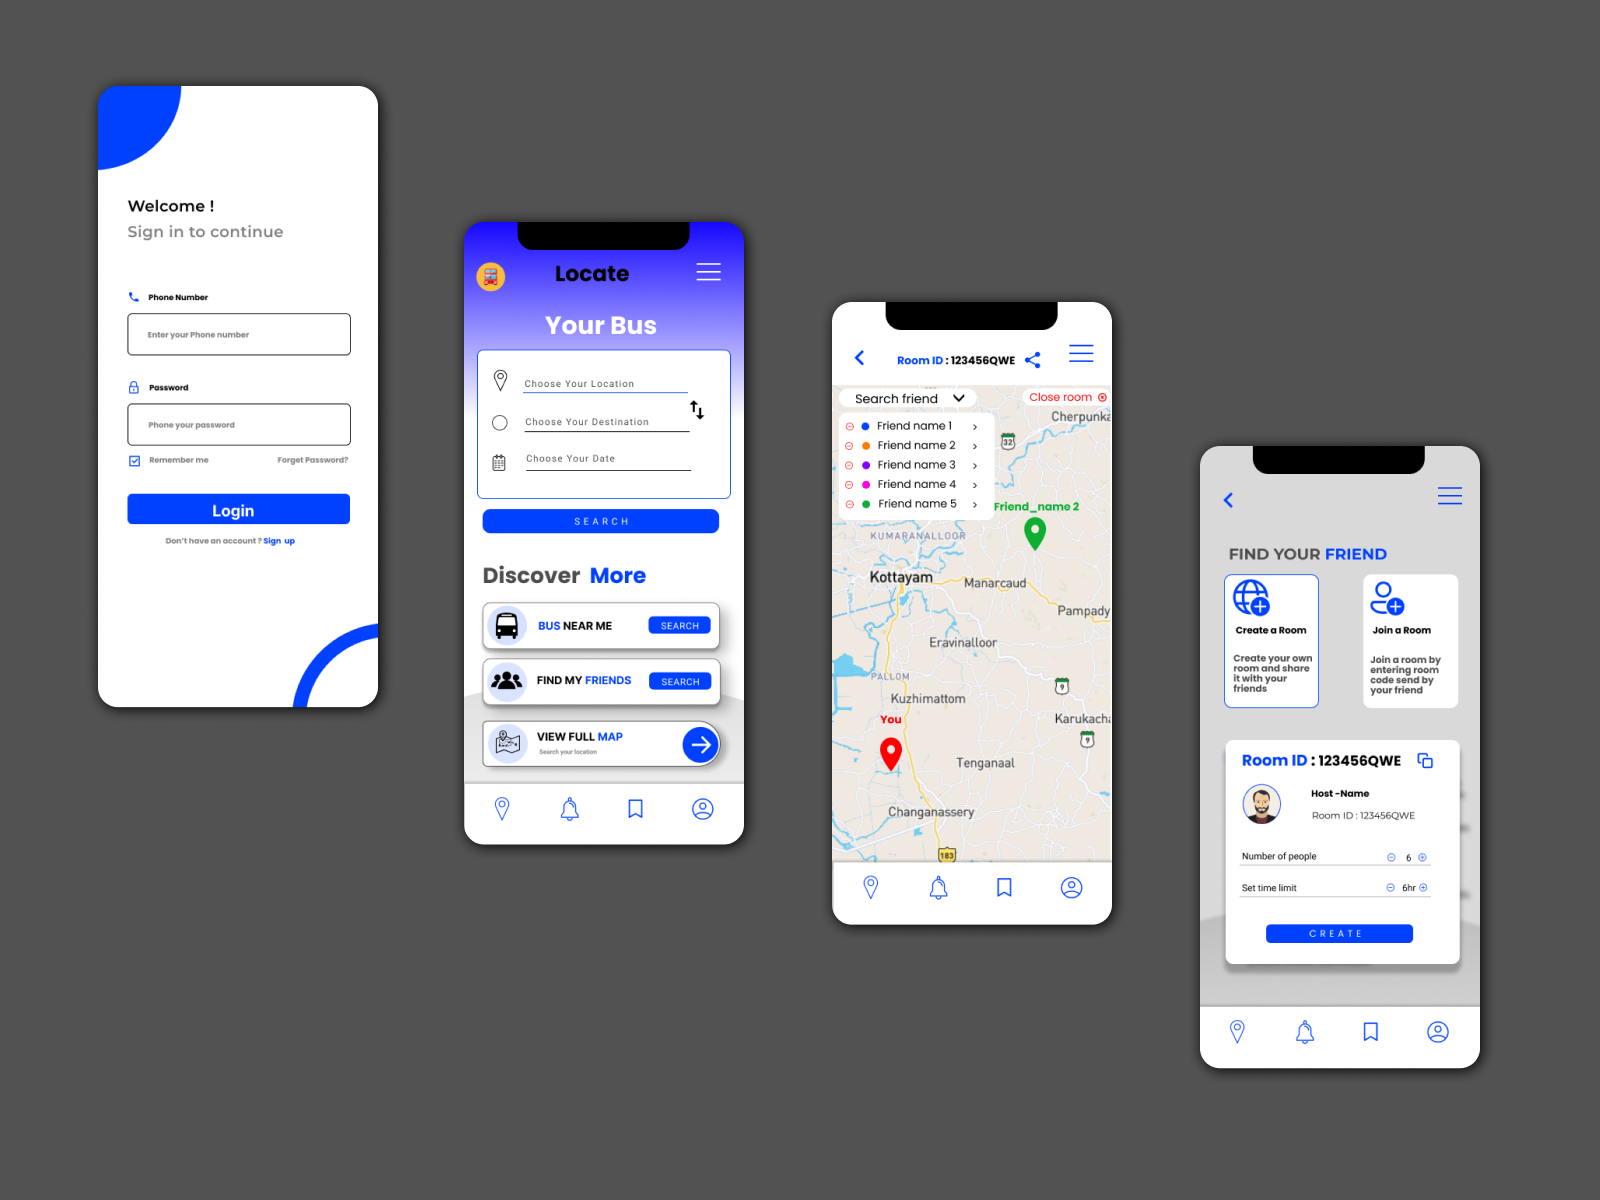 Welcome !
Sign in to continue
Phone Number
Enter your Phone number
Password
Phone your password
Remember me
Forget Password?
Login
Don't have an account ? Sign up
Locate
Your Bus
Choose Your Location
Choose Your Destination
Choose Your Date
SEARCH
Discover More
BUS NEAR ME
SEARCH
FIND MY FRIENDS
SEARCH
VIEW FULL MAP
Search your location
Room ID : 123456QWE
Search friend
Close room
Friend name 1
Friend name 2
Friend name 3
Friend name 4
Friend name 5
Cherpunka
32
Friend_name 2
KUMARANALLOOR
Kottayam
Manarcaud
Pampady
Eravinalloor
PALLOM
9
Kuzhimattom
You
Karukacha
9
Tenganaal
Changanassery
183
FIND YOUR FRIEND
Create a Room
Create your own
room and share
it with your
friends
Join a Room
Join a room by
entering room
code send by
your friend
Room ID : 123456QWE
Host -Name
Room ID : 123456QWE
Number of people
6
Set time limit
6hr
CREATE